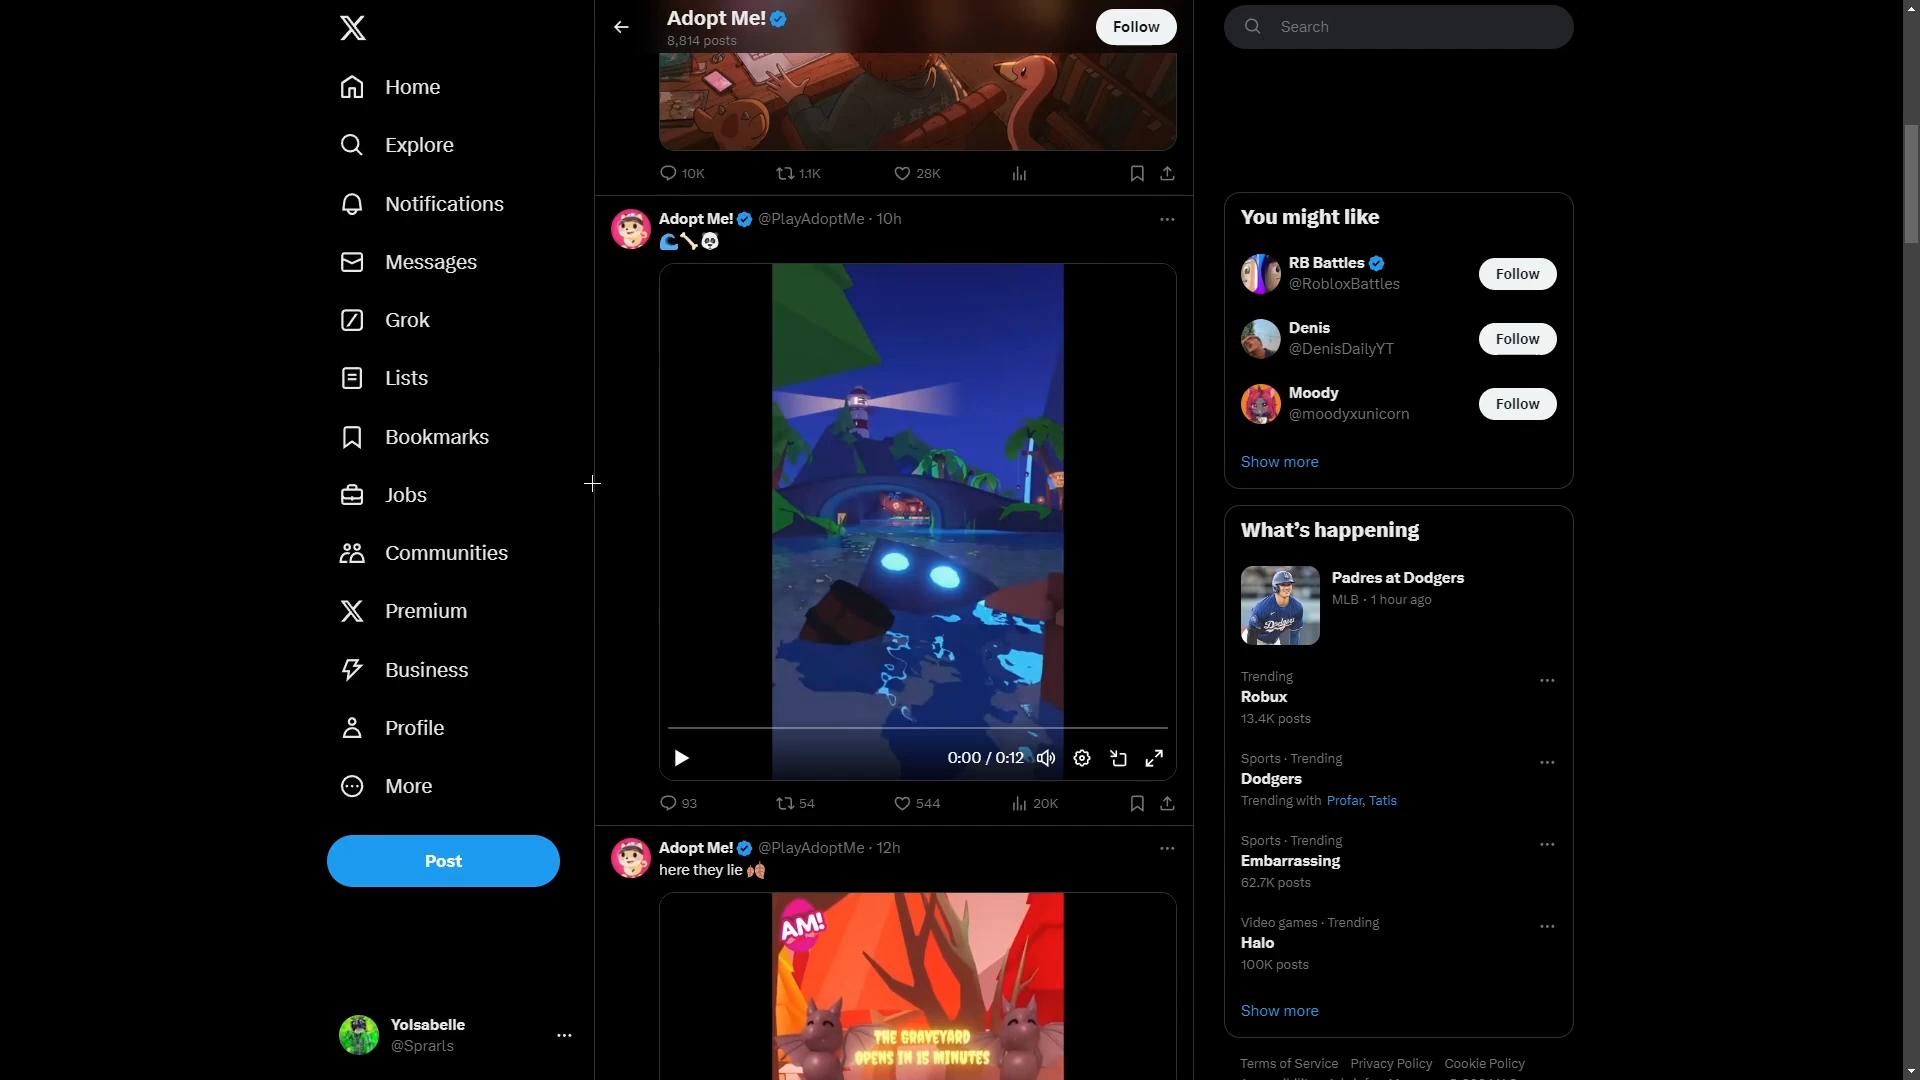 Home
Explore
Notifications
Messages
Grok
Lists
Bookmarks
Jobs
Communities
Premium
Business
Profile
More
Post
YoIsabelle
@Sprarls
Adopt Me!
8,814 posts
Follow
10K 1.1K 28K
Adopt Me! @PlayAdoptMe · 10h
0:00 / 0:12
93 54 544 20K
Adopt Me! @PlayAdoptMe · 12h
here they lie
AM!
THE GRAVEYARD
OPENS IN 15 MINUTES
Search
You might like
RB Battles
@RobloxBattles
Follow
Denis
@DenisDailyYT
Follow
Moody
@moodyxunicorn
Follow
Show more
What’s happening
Padres at Dodgers
MLB · 1 hour ago
Dodgers
Trending
Robux
13.4K posts
Sports · Trending
Dodgers
Trending with Profar, Tatis
Sports · Trending
Embarrassing
62.7K posts
Video games · Trending
Halo
100K posts
Show more
Terms of Service Privacy Policy Cookie Policy